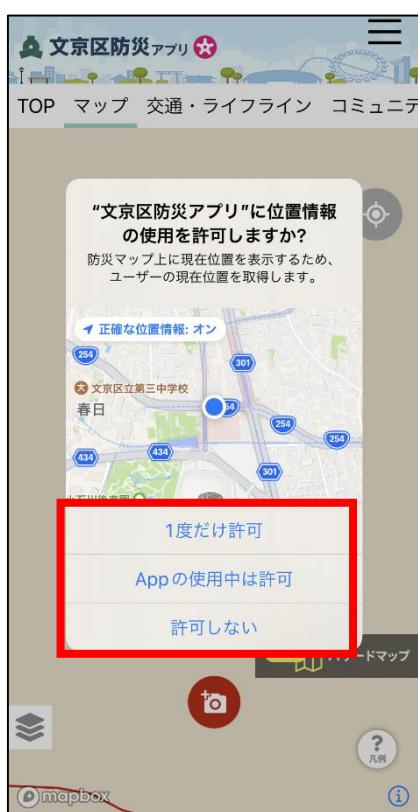 文京区防災アプリ
TOP マップ 交通・ライフライン コミュニテ
“文京区防災アプリ”に位置情報
の使用を許可しますか?
防災マップ上に現在位置を表示するため、
ユーザーの現在位置を取得します。
正確な位置情報: オン
254
301
文京区立第三中学校
春日
254
254
434
434
301
1度だけ許可
Appの使用中は許可
許可しない
ードマップ
?
凡例
mapbox
i